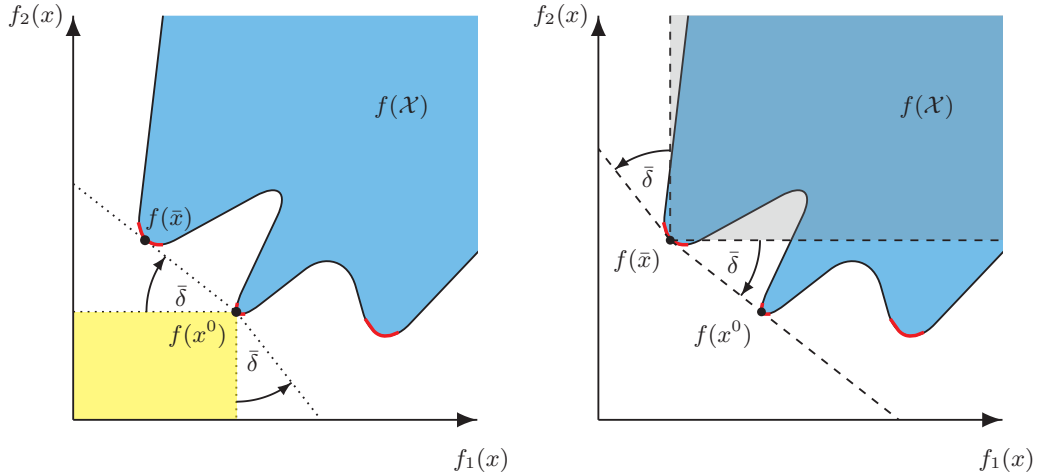 f₂(x)
f(𝒳)
f(x̄)
δ̄
f(x⁰)
δ̄
f₁(x)
f₂(x)
f(𝒳)
δ̄
f(x̄)
δ̄
f(x⁰)
f₁(x)